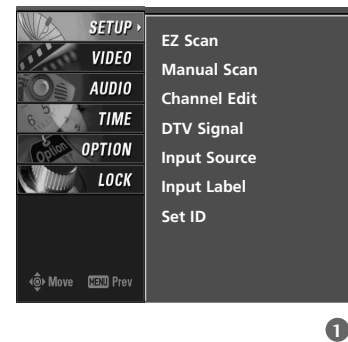 SETUP
VIDEO
AUDIO
TIME
OPTION
LOCK
Move MENU Prev
EZ Scan
Manual Scan
Channel Edit
DTV Signal
Input Source
Input Label
Set ID
1